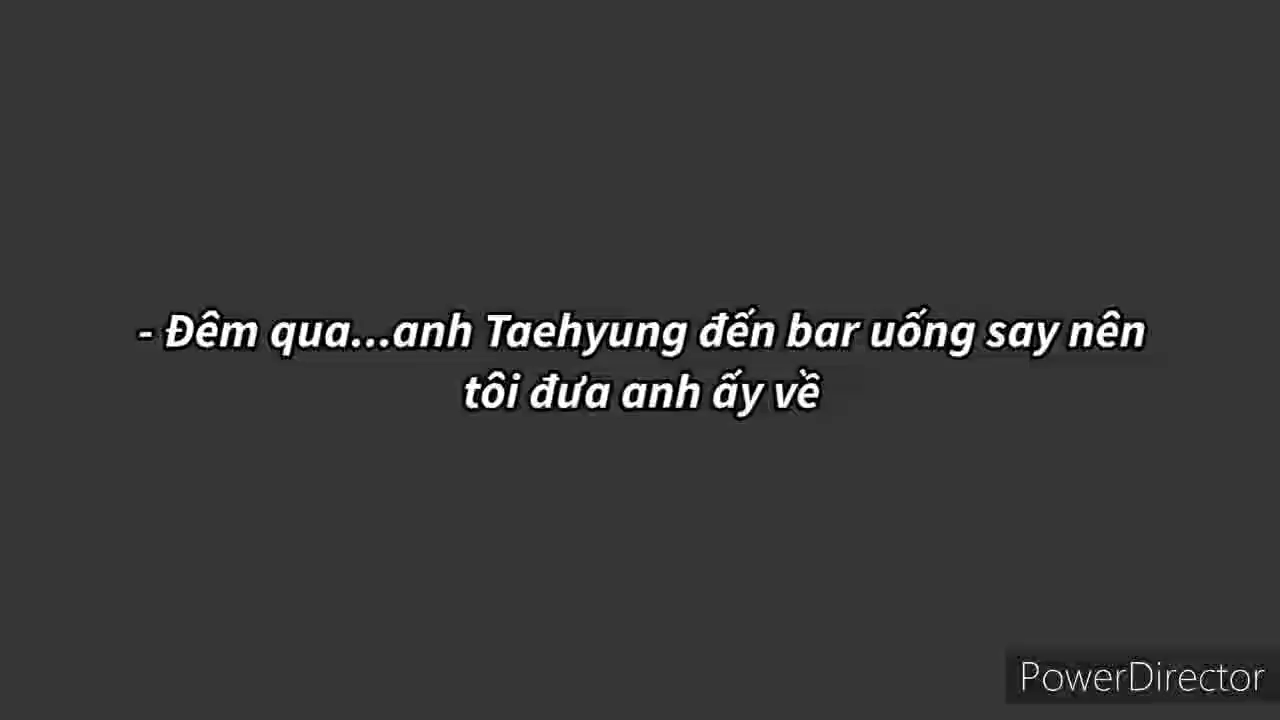 - Đêm qua...anh Taehyung đến bar uống say nên
tôi đưa anh ấy về
PowerDirector